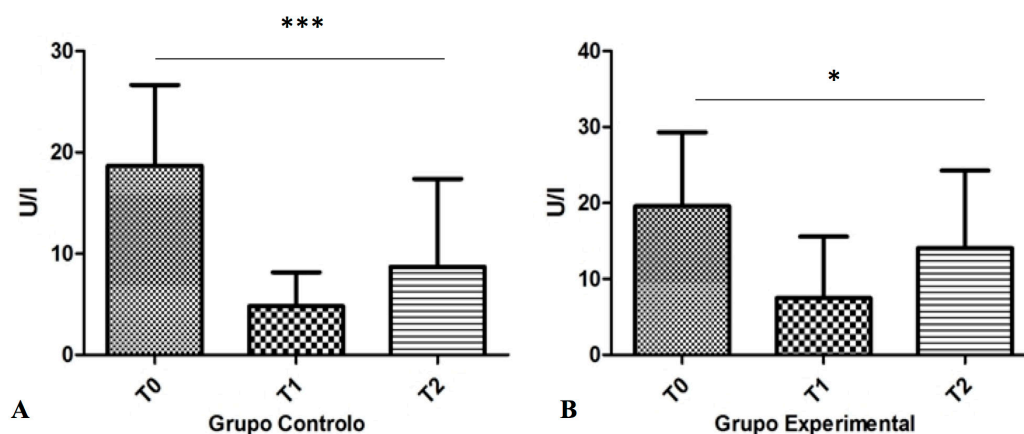 ***
30
20
10
0
U/I
T0
T1
T2
Grupo Controlo
A
*
40
30
20
10
0
U/I
T0
T1
T2
Grupo Experimental
B